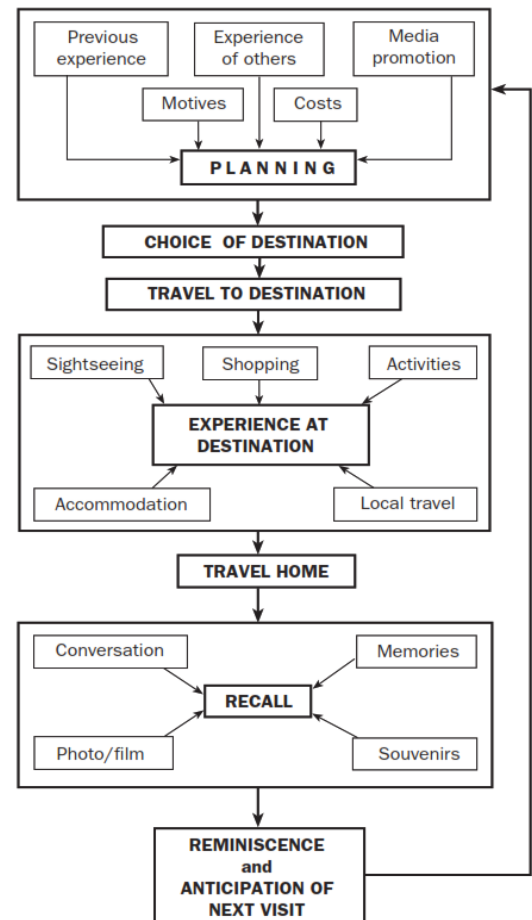 Previous
experience
Experience
of others
Media
promotion
Motives
Costs
PLANNING
CHOICE OF DESTINATION
TRAVEL TO DESTINATION
Sightseeing
Shopping
Activities
EXPERIENCE AT
DESTINATION
Accommodation
Local travel
TRAVEL HOME
Conversation
Memories
RECALL
Photo/film
Souvenirs
REMINISCENCE
and
ANTICIPATION OF
NEXT VISIT